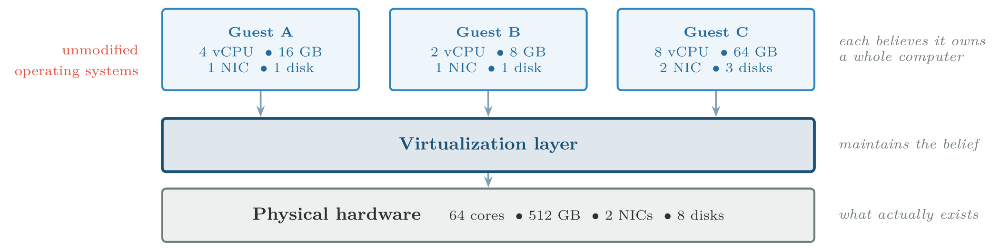 unmodified
operating systems
Guest A
4 vCPU • 16 GB
1 NIC • 1 disk
Guest B
2 vCPU • 8 GB
1 NIC • 1 disk
Guest C
8 vCPU • 64 GB
2 NIC • 3 disks
each believes it owns
a whole computer
Virtualization layer
maintains the belief
Physical hardware 64 cores • 512 GB • 2 NICs • 8 disks
what actually exists